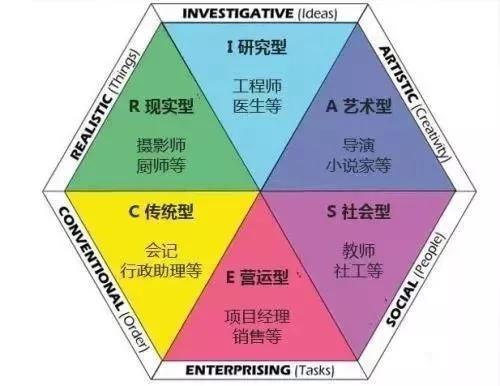 INVESTIGATIVE (Ideas)
I 研究型
工程师
医生等
ARTISTIC (Creativity)
A 艺术型
导演
小说家等
SOCIAL (People)
S 社会型
教师
社工等
ENTERPRISING (Tasks)
E 营运型
项目经理
销售等
CONVENTIONAL (Order)
C 传统型
会记
行政助理等
REALISTIC (Things)
R 现实型
摄影师
厨师等